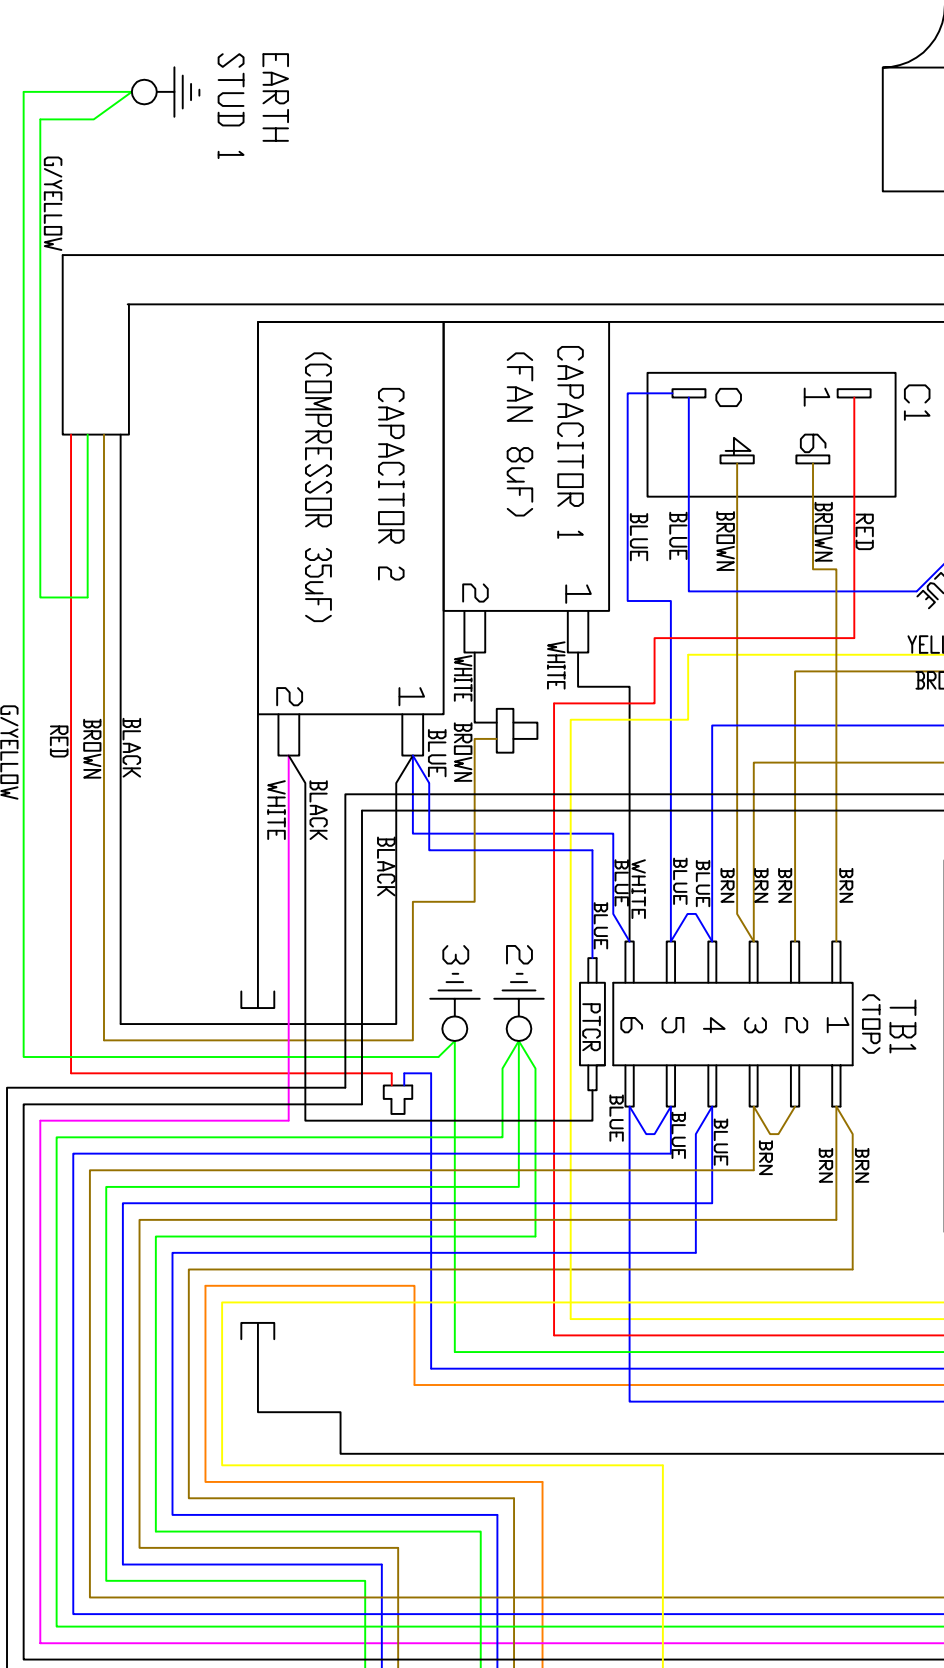 EARTH
STUD 1
G/YELLOW
C1
1
0
6
4
RED
BROWN
BROWN
BLUE
BLUE
CAPACITOR 1
(FAN 8uF)
1
2
CAPACITOR 2
(COMPRESSOR 35uF)
1
2
WHITE
WHITE
BROWN
BLUE
BLACK
WHITE
BLACK
BLACK
BROWN
RED
G/YELLOW
BRN
BRN
BRN
BRN
BLUE
BLUE
WHITE
BLUE
BLUE
2
3
TB1
(TOP)
1
2
3
4
5
6
PTCR
BRN
BRN
BRN
BLUE
BLUE
BLUE